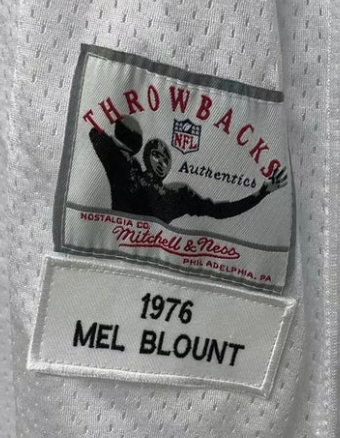 THROWBACKS
NFL
Authentics
NOSTALGIA CO.
Mitchell & Ness
PHILADELPHIA, PA
1976
MEL BLOUNT